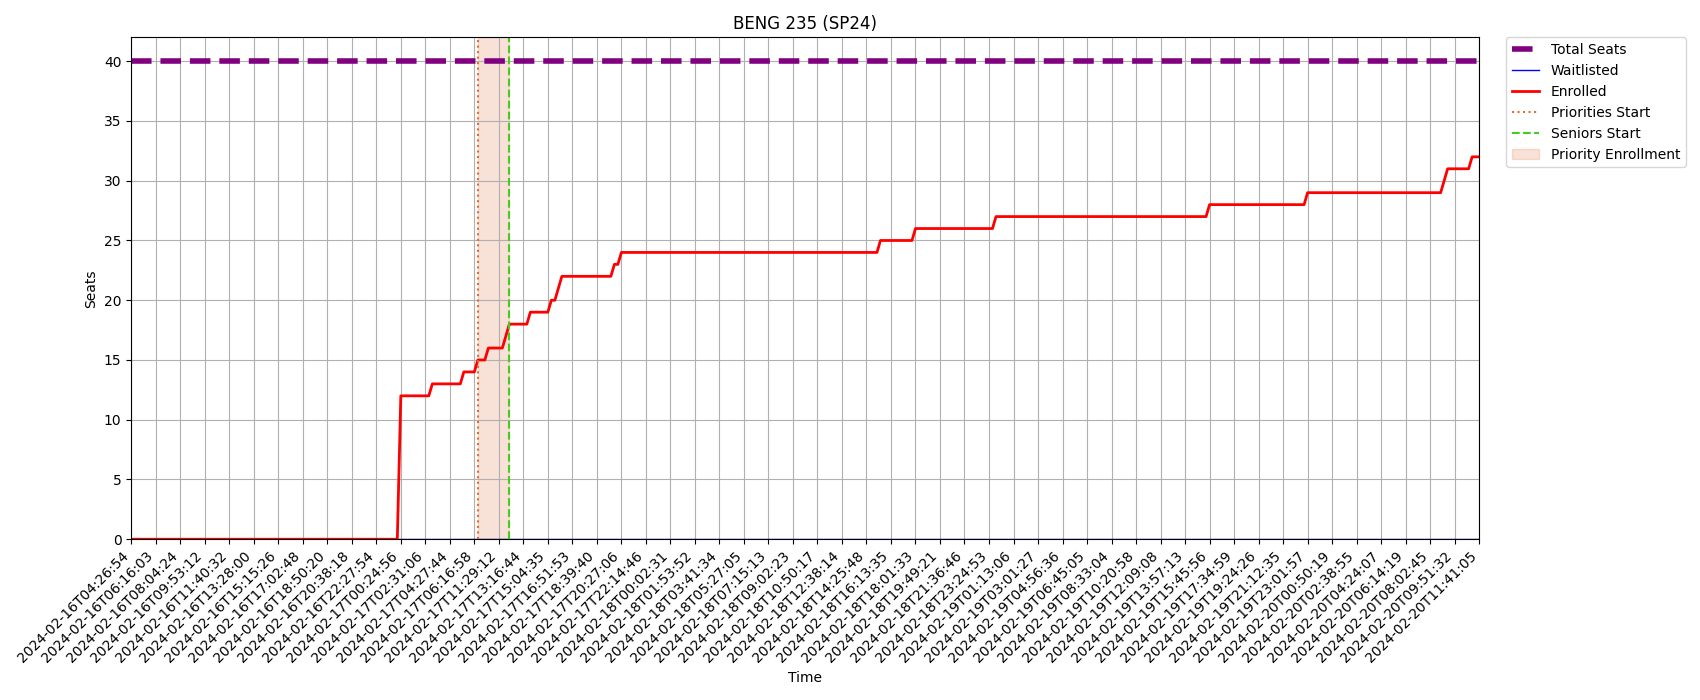 BENG 235 (SP24)
Total Seats
Waitlisted
Enrolled
Priorities Start
Seniors Start
Priority Enrollment
Seats
40
35
30
25
20
15
10
5
0
2024-02-16T04:26:54
2024-02-16T06:16:03
2024-02-16T08:04:24
2024-02-16T09:53:12
2024-02-16T11:40:32
2024-02-16T13:28:00
2024-02-16T15:15:26
2024-02-16T17:02:48
2024-02-16T18:50:20
2024-02-16T20:38:18
2024-02-16T22:27:54
2024-02-17T00:24:56
2024-02-17T02:31:06
2024-02-17T04:27:44
2024-02-17T06:16:58
2024-02-17T11:29:12
2024-02-17T13:16:44
2024-02-17T15:04:35
2024-02-17T16:51:53
2024-02-17T18:39:40
2024-02-17T20:27:06
2024-02-17T22:14:46
2024-02-18T00:02:31
2024-02-18T01:53:52
2024-02-18T03:41:34
2024-02-18T05:27:05
2024-02-18T07:15:13
2024-02-18T09:02:23
2024-02-18T10:50:17
2024-02-18T12:38:14
2024-02-18T14:25:48
2024-02-18T16:13:35
2024-02-18T18:01:33
2024-02-18T19:49:21
2024-02-18T21:36:46
2024-02-18T23:24:53
2024-02-19T01:13:06
2024-02-19T03:01:27
2024-02-19T04:56:36
2024-02-19T06:45:05
2024-02-19T08:33:04
2024-02-19T10:20:58
2024-02-19T12:09:08
2024-02-19T13:57:13
2024-02-19T15:45:56
2024-02-19T17:34:59
2024-02-19T19:24:26
2024-02-19T21:12:35
2024-02-19T23:01:57
2024-02-20T00:50:19
2024-02-20T02:38:55
2024-02-20T04:24:07
2024-02-20T06:14:19
2024-02-20T08:02:45
2024-02-20T09:51:32
2024-02-20T11:41:05
Time